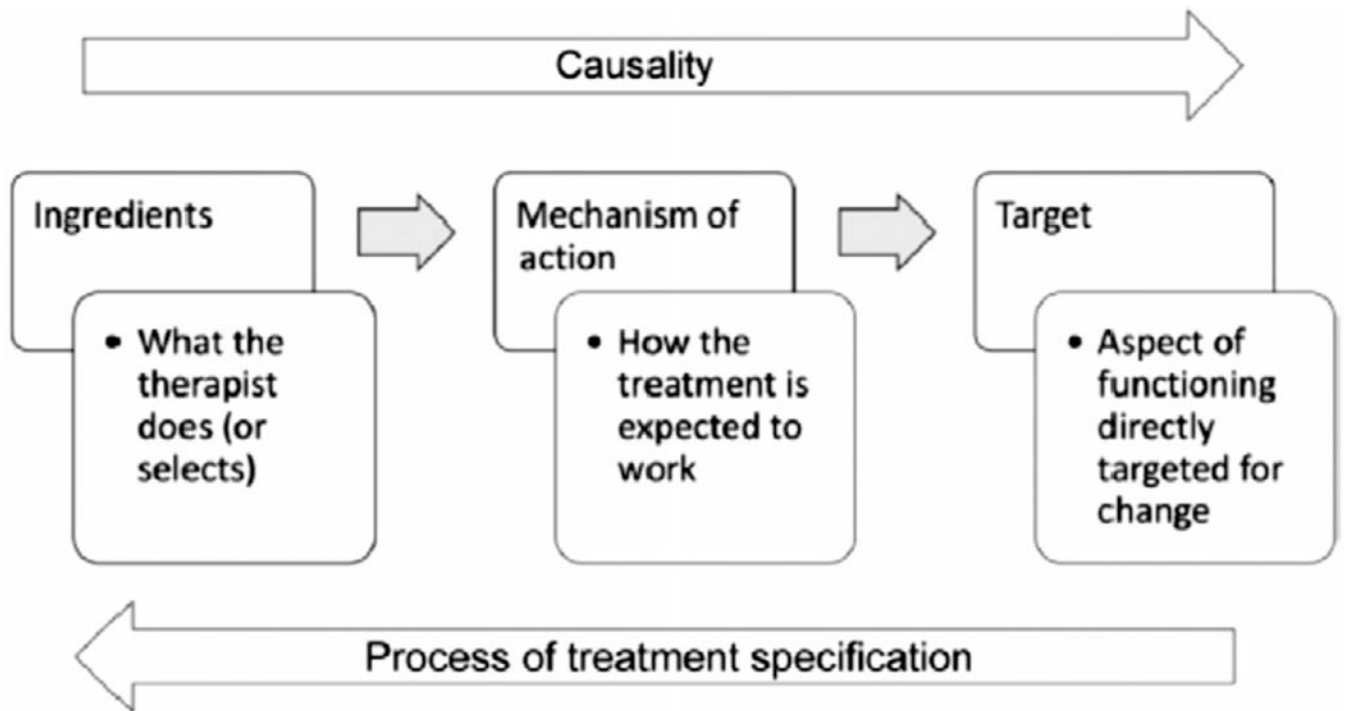 Causality
Ingredients
• What the
therapist
does (or
selects)
Mechanism of
action
• How the
treatment is
expected to
work
Target
• Aspect of
functioning
directly
targeted for
change
Process of treatment specification